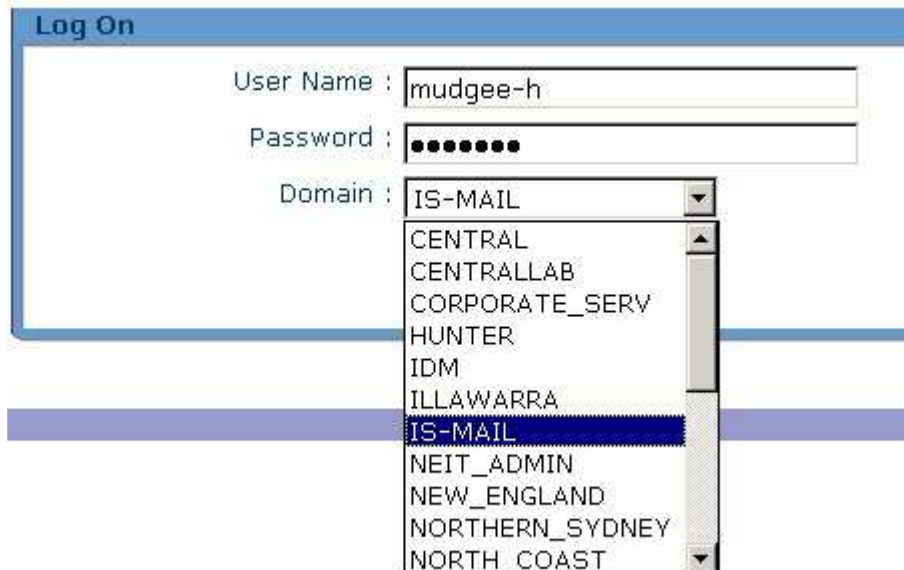 Log On
User Name : mudgee-h
Password : •••••••
Domain : IS-MAIL
CENTRAL
CENTRALLAB
CORPORATE_SERV
HUNTER
IDM
ILLAWARRA
IS-MAIL
NEIT_ADMIN
NEW_ENGLAND
NORTHERN_SYDNEY
NORTH_COAST